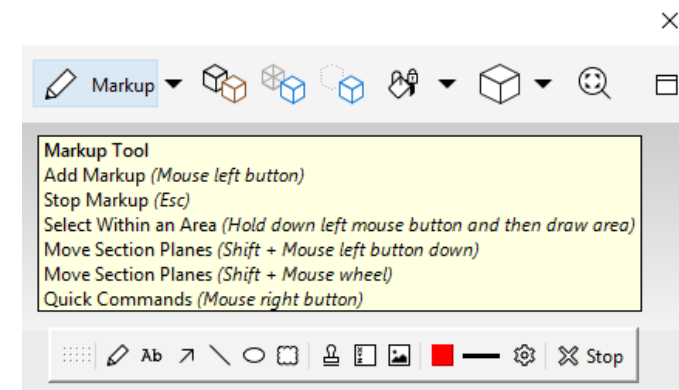 Markup
Markup Tool
Add Markup (Mouse left button)
Stop Markup (Esc)
Select Within an Area (Hold down left mouse button and then draw area)
Move Section Planes (Shift + Mouse left button down)
Move Section Planes (Shift + Mouse wheel)
Quick Commands (Mouse right button)
Ab Stop